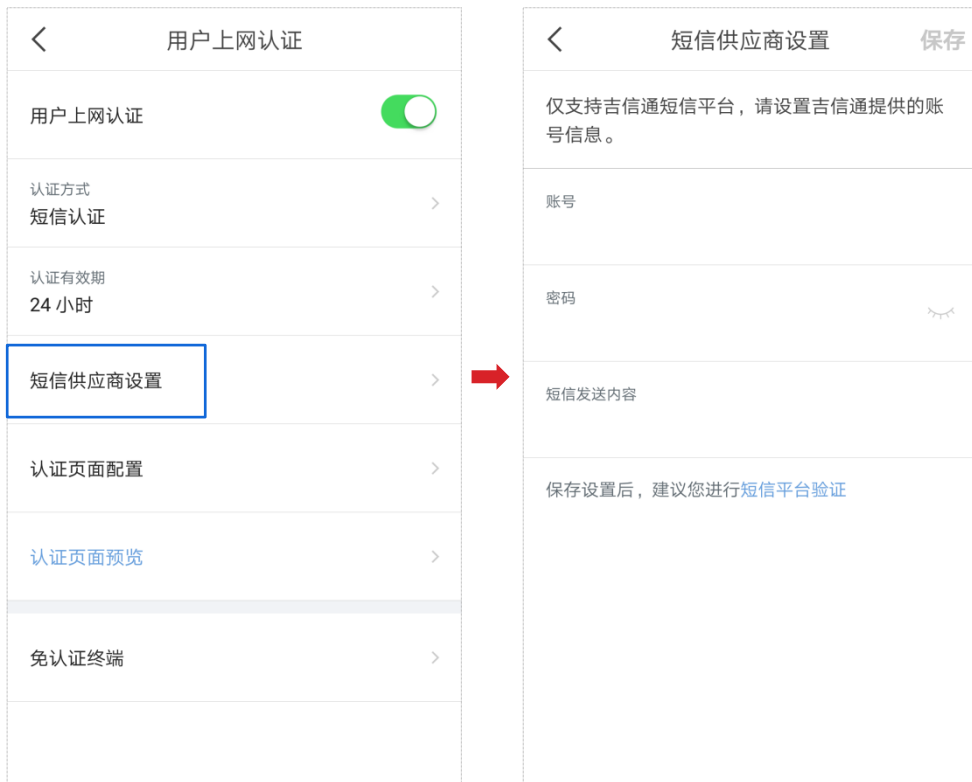 用户上网认证
用户上网认证
认证方式
短信认证
认证有效期
24 小时
短信供应商设置
认证页面配置
认证页面预览
免认证终端
短信供应商设置
保存
仅支持吉信通短信平台，请设置吉信通提供的账
号信息。
账号
密码
短信发送内容
保存设置后，建议您进行短信平台验证